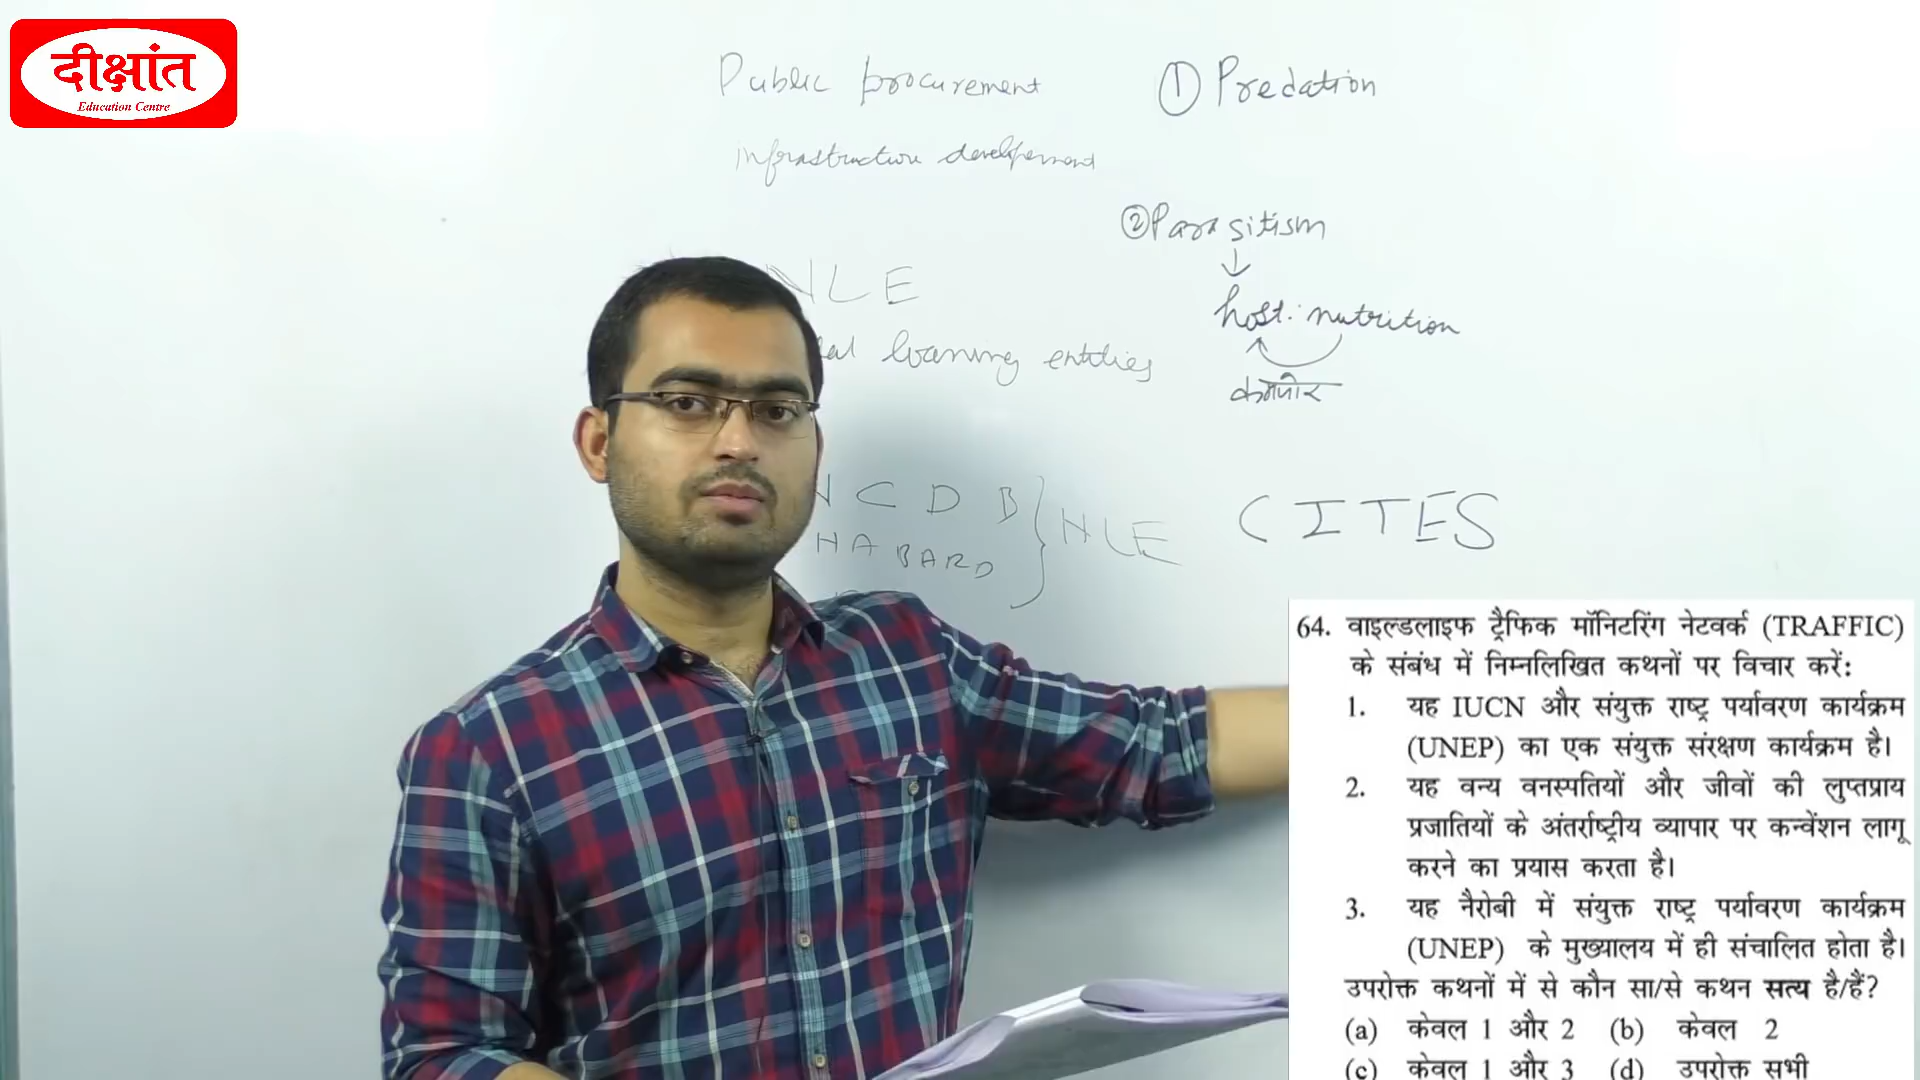 दीक्षांत
Education Centre
Public procurement
infrastructure developement
① Predation
② Parasitism
host. nutrition
कमजोर
NLE
learning entities
C D B
NABARD
NLE
CITES
64. वाइल्डलाइफ ट्रैफिक मॉनिटरिंग नेटवर्क (TRAFFIC)
के संबंध में निम्नलिखित कथनों पर विचार करें:
1. यह IUCN और संयुक्त राष्ट्र पर्यावरण कार्यक्रम
(UNEP) का एक संयुक्त संरक्षण कार्यक्रम है।
2. यह वन्य वनस्पतियों और जीवों की लुप्तप्राय
प्रजातियों के अंतर्राष्ट्रीय व्यापार पर कन्वेंशन लागू
करने का प्रयास करता है।
3. यह नैरोबी में संयुक्त राष्ट्र पर्यावरण कार्यक्रम
(UNEP) के मुख्यालय में ही संचालित होता है।
उपरोक्त कथनों में से कौन सा/से कथन सत्य है/हैं?
(a) केवल 1 और 2 (b) केवल 2
(c) केवल 1 और 3 (d) उपरोक्त सभी